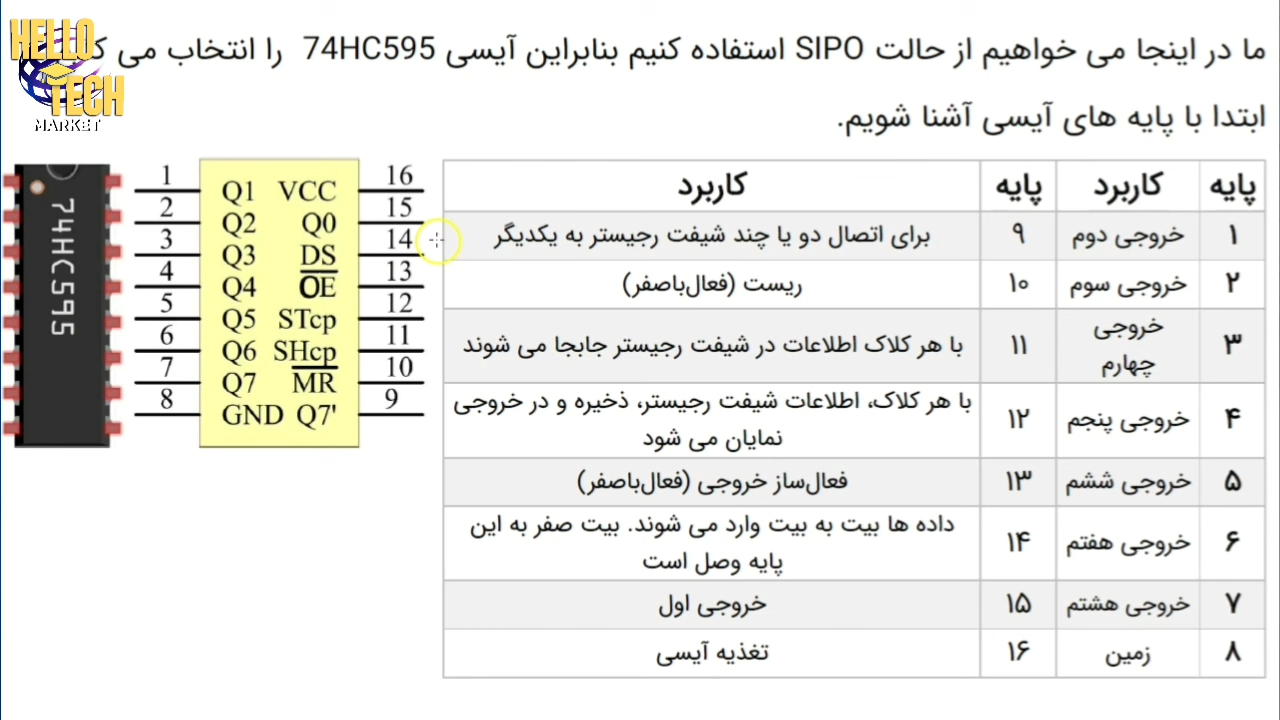 HELLO
TECH
MARKET
ما در اینجا می خواهیم از حالت SIPO استفاده کنیم بنابراین آیسی 74HC595 را انتخاب می
ابتدا با پایه های آیسی آشنا شویم.
74HC595
1 Q1 VCC 16
2 Q2 Q0 15
3 Q3 DS 14
4 Q4 OE 13
5 Q5 STcp 12
6 Q6 SHcp 11
7 Q7 MR 10
8 GND Q7' 9
پایه کاربرد پایه کاربرد
۱ خروجی دوم ۹ برای اتصال دو یا چند شیفت رجیستر به یکدیگر
۲ خروجی سوم ۱۰ ریست (فعال‌باصفر)
۳ خروجی
چهارم
۱۱ با هر کلاک اطلاعات در شیفت رجیستر جابجا می شوند
۴ خروجی پنجم ۱۲ با هر کلاک، اطلاعات شیفت رجیستر، ذخیره و در خروجی
نمایان می شود
۵ خروجی ششم ۱۳ فعال‌ساز خروجی (فعال‌باصفر)
۶ خروجی هفتم ۱۴ داده ها بیت به بیت وارد می شوند. بیت صفر به این
پایه وصل است
۷ خروجی هشتم ۱۵ خروجی اول
۸ زمین ۱۶ تغذیه آیسی